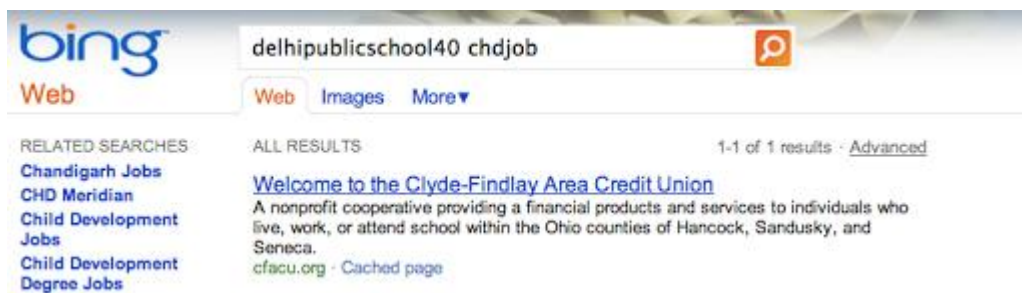 bing
delhipublicschool40 chdjob
Web
Web Images More▼
RELATED SEARCHES
Chandigarh Jobs
CHD Meridian
Child Development
Jobs
Child Development
Degree Jobs
ALL RESULTS
1-1 of 1 results · Advanced
Welcome to the Clyde-Findlay Area Credit Union
A nonprofit cooperative providing a financial products and services to individuals who
live, work, or attend school within the Ohio counties of Hancock, Sandusky, and
Seneca.
cfacu.org · Cached page